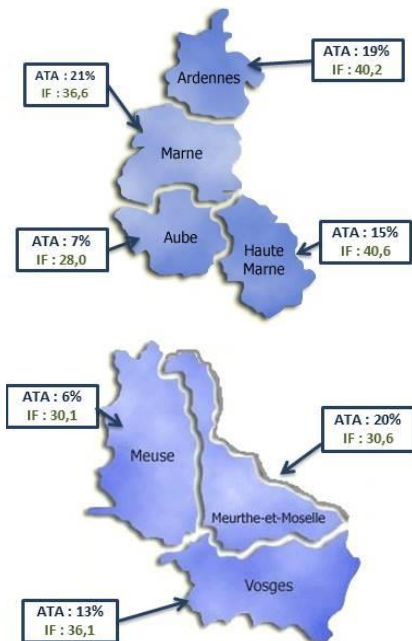 ATA : 19%
IF : 40,2
Ardennes
ATA : 21%
IF : 36,6
Marne
ATA : 7%
IF : 28,0
Aube
Haute
Marne
ATA : 15%
IF : 40,6
ATA : 6%
IF : 30,1
Meuse
ATA : 20%
IF : 30,6
Meurthe-et-Moselle
Vosges
ATA : 13%
IF : 36,1